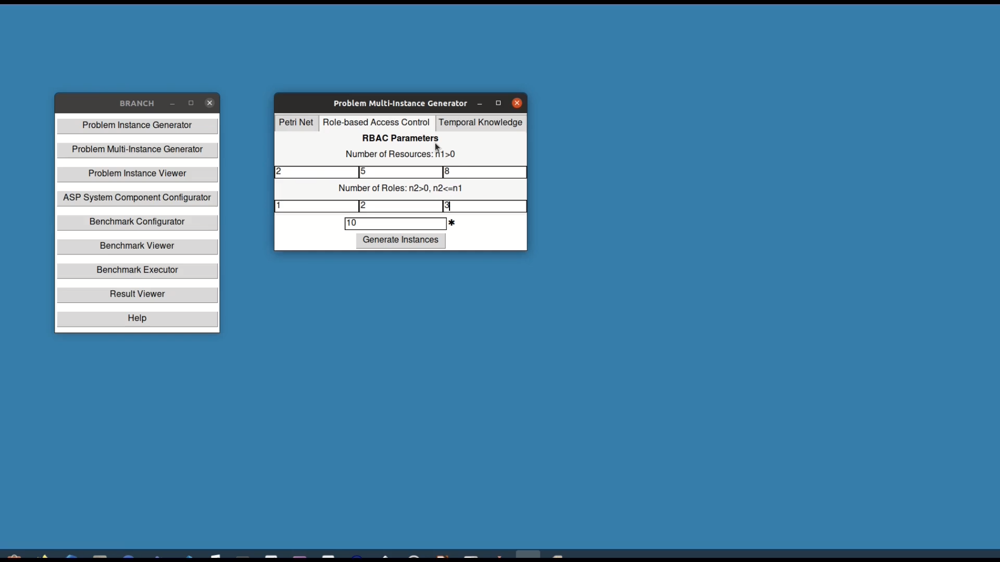 BRANCH
Problem Instance Generator
Problem Multi-Instance Generator
Problem Instance Viewer
ASP System Component Configurator
Benchmark Configurator
Benchmark Viewer
Benchmark Executor
Result Viewer
Help
Problem Multi-Instance Generator
Petri Net Role-based Access Control Temporal Knowledge
RBAC Parameters
Number of Resources: n1>0
2 5 8
Number of Roles: n2>0, n2<=n1
1 2 3
10 *
Generate Instances